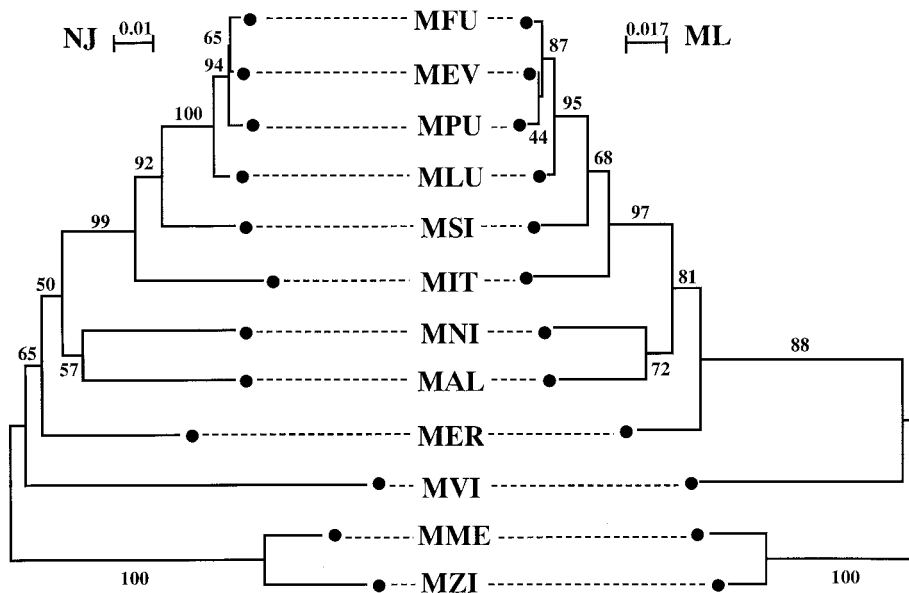 NJ 0.01 MFU 0.017 ML
65 87
94 MEV
100 MPU 44 95
92 MLU 68
99 MSI 97
50 MIT 81
65 MNI 88
57 MAL 72
MER
MVI
MME
100 MZI 100